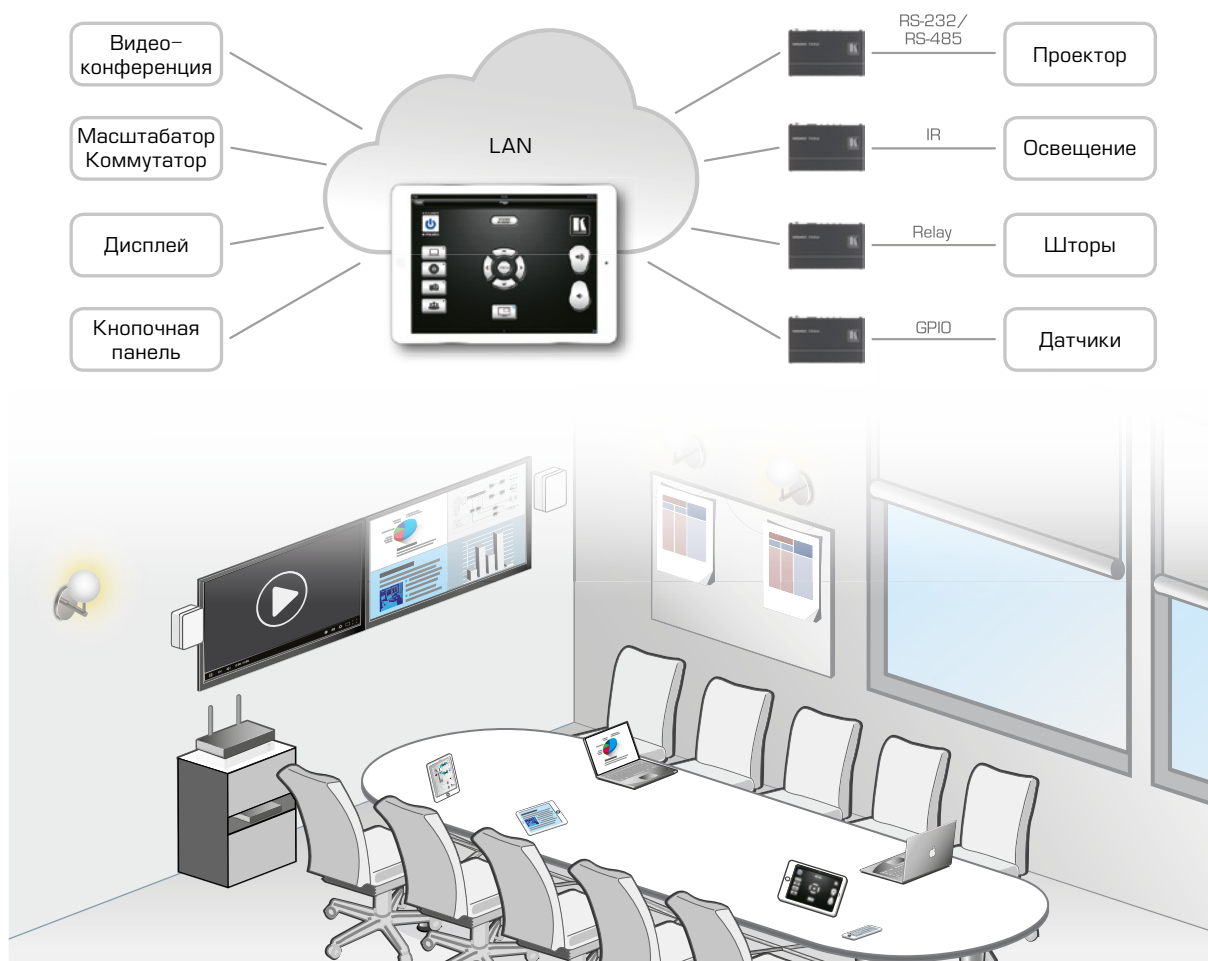 Видео-
конференция
Масштабатор
Коммутатор
Дисплей
Кнопочная
панель
LAN
RS-232/
RS-485
Проектор
IR
Освещение
Relay
Шторы
GPIO
Датчики